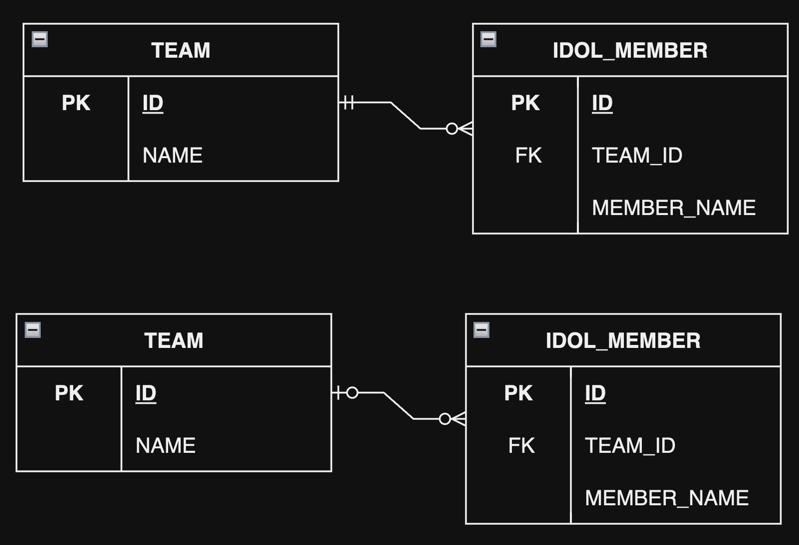 TEAM
PK ID
NAME
IDOL_MEMBER
PK ID
FK TEAM_ID
MEMBER_NAME
TEAM
PK ID
NAME
IDOL_MEMBER
PK ID
FK TEAM_ID
MEMBER_NAME